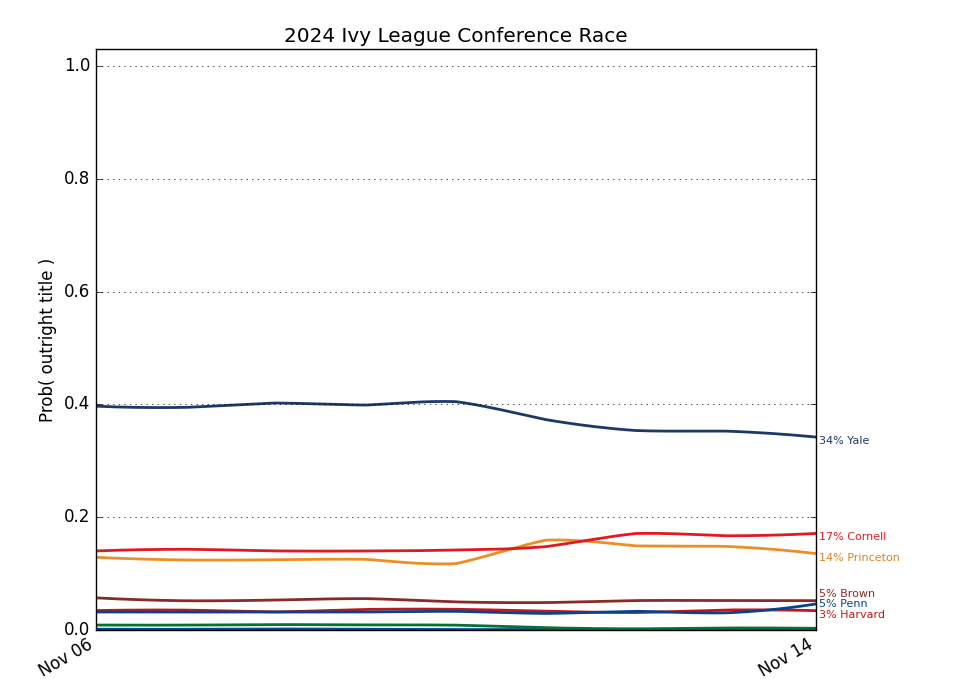 2024 Ivy League Conference Race
1.0
0.8
0.6
0.4
0.2
0.0
Prob( outright title )
Nov 06
Nov 14
34% Yale
17% Cornell
14% Princeton
5% Brown
5% Penn
3% Harvard